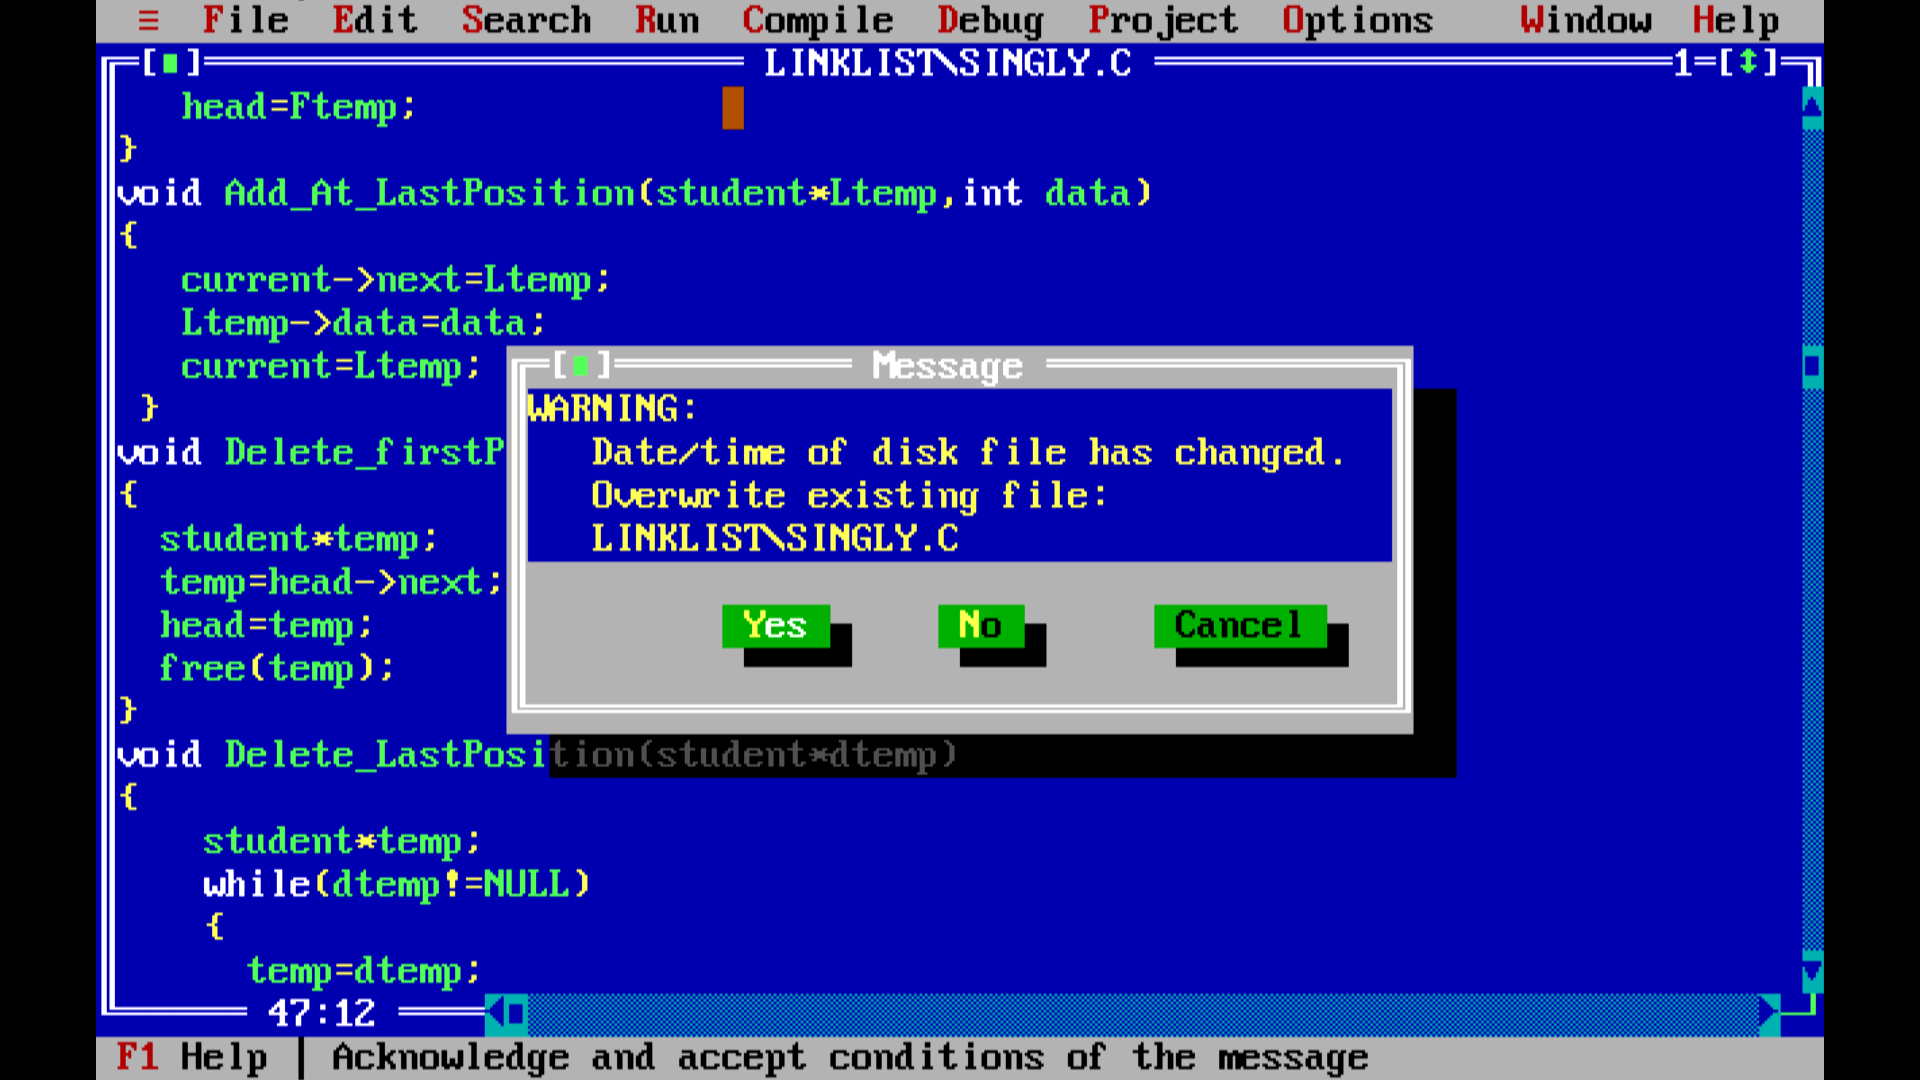 ≡ File Edit Search Run Compile Debug Project Options Window Help
[■] LINKLIST\SINGLY.C 1=[↕]
head=Ftemp;
}
void Add_At_LastPosition(student*Ltemp,int data)
{
current->next=Ltemp;
Ltemp->data=data;
current=Ltemp;
}
void Delete_firstP
{
student*temp;
temp=head->next;
head=temp;
free(temp);
}
void Delete_LastPosition(student*dtemp)
{
student*temp;
while(dtemp!=NULL)
{
temp=dtemp;
47:12
[■] Message
WARNING:
Date/time of disk file has changed.
Overwrite existing file:
LINKLIST\SINGLY.C
Yes No Cancel
F1 Help | Acknowledge and accept conditions of the message